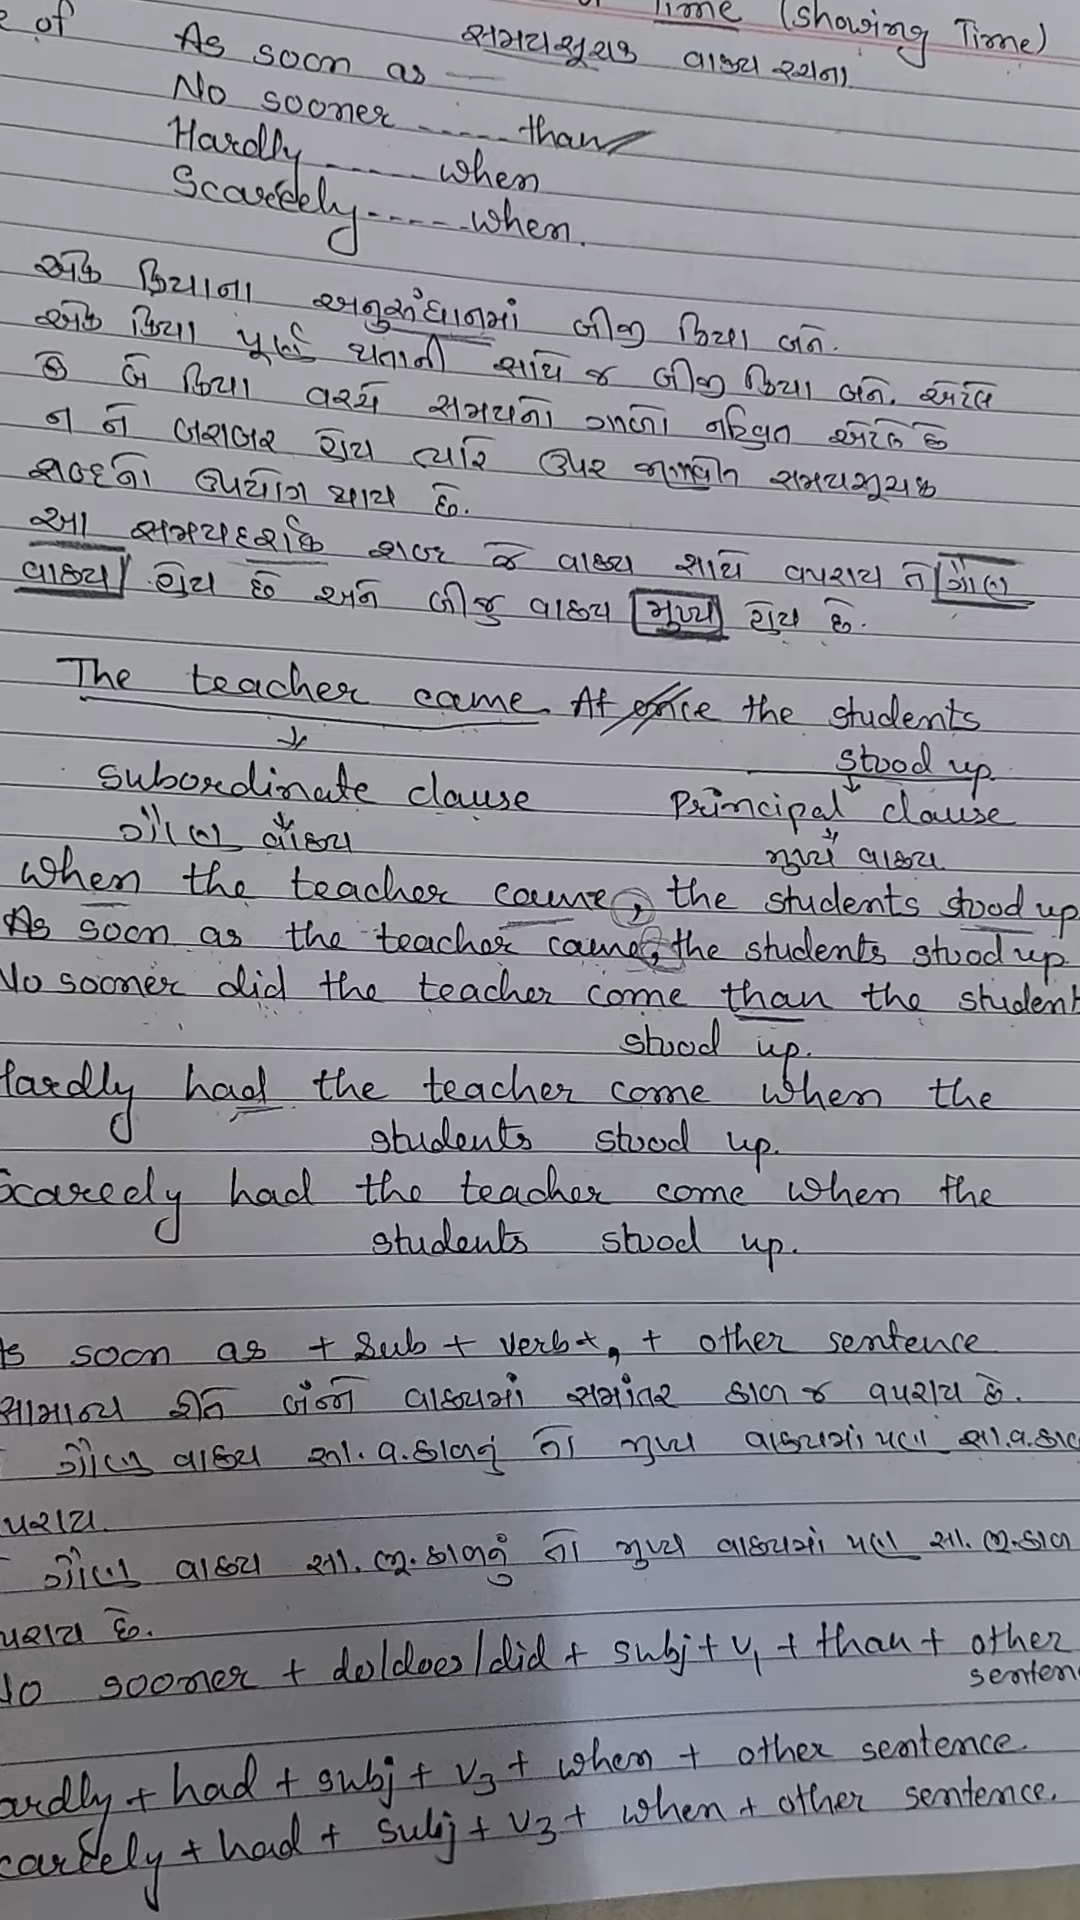 Time (showing Time)
e of As soon as — સમયસૂચક વાક્ય રચના
No sooner ...... than
Hardly ...... when
Scarcely ..... when.
એક ક્રિયાના અનુસંધાનમાં બીજી ક્રિયા બને.
એક ક્રિયા પૂર્ણ થતાની સાથે જ બીજી ક્રિયા બને. એટલે
કે બે ક્રિયા વચ્ચે સમયનો ગાળો નહિવત એટલે કે
ન ને બરાબર હોય ત્યારે ઉપર સમયસૂચક
શબ્દનો ઉપયોગ થાય છે.
આ સમયદર્શક શબ્દ જે વાક્ય સાથે વપરાય તે ગૌણ
વાક્ય હોય છે અને બીજુ વાક્ય મુખ્ય હોય છે.
The teacher came. At once the students
stood up.
subordinate clause Principal clause
ગૌણ વાક્ય મુખ્ય વાક્ય
When the teacher came, the students stood up
As soon as the teacher came, the students stood up
No sooner did the teacher come than the student
stood up.
Hardly had the teacher come when the
students stood up.
Scarcely had the teacher come when the
students stood up.
As soon as + Sub + verb+, + other sentence
સામાન્ય રીતે બંને વાક્યમાં સમાંતર કાળ જ વપરાય છે.
- ગૌણ વાક્ય સા. વ. કાળનું તો મુખ્ય વાક્યમાં પણ સા. વ. કાળ
વપરાય.
- ગૌણ વાક્ય સા. ભૂ. કાળનું તો મુખ્ય વાક્યમાં પણ સા. ભૂ. કાળ
વપરાય છે.
No sooner + do/does/did + subj + V1 + than + other
senten
ardly + had + subj + V3 + when + other sentence.
carcely + had + subj + V3 + when + other sentence.